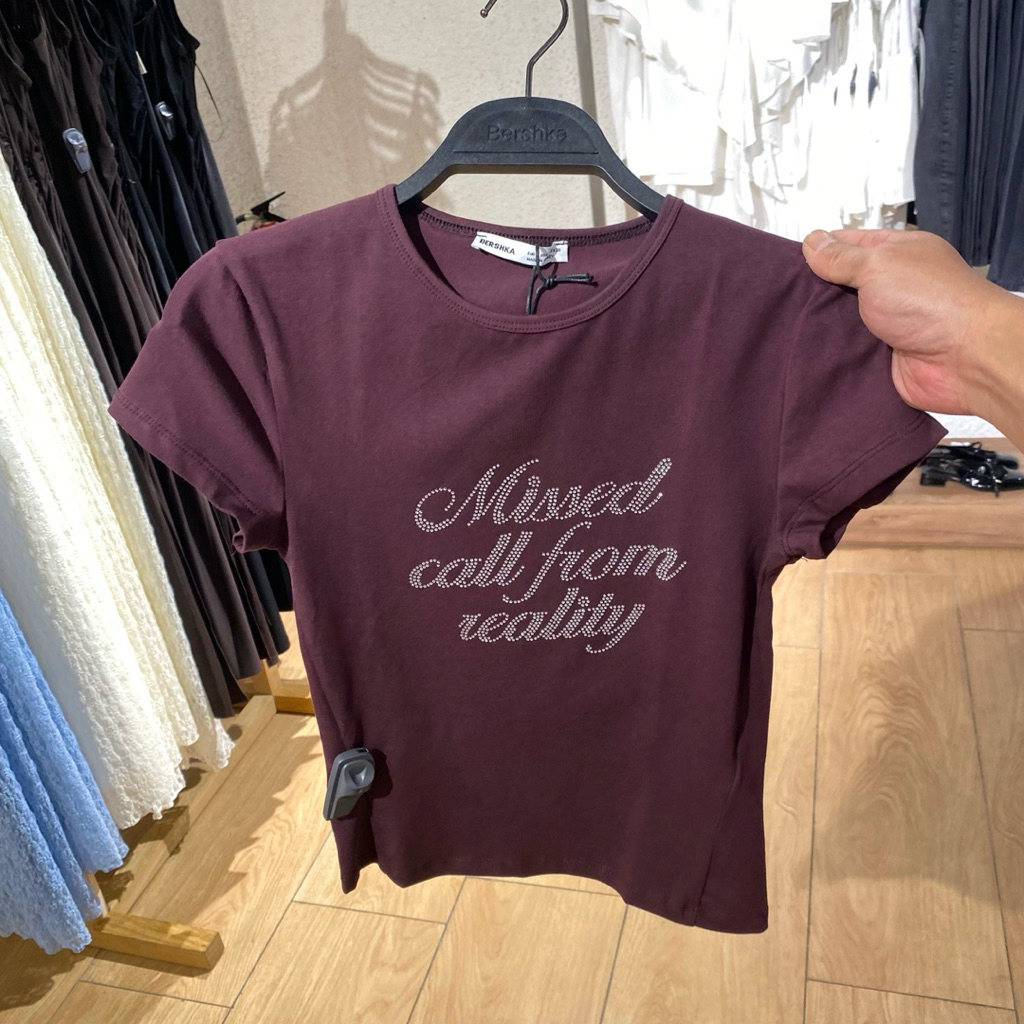 Bershka
BERSHKA
Missed
call from
reality